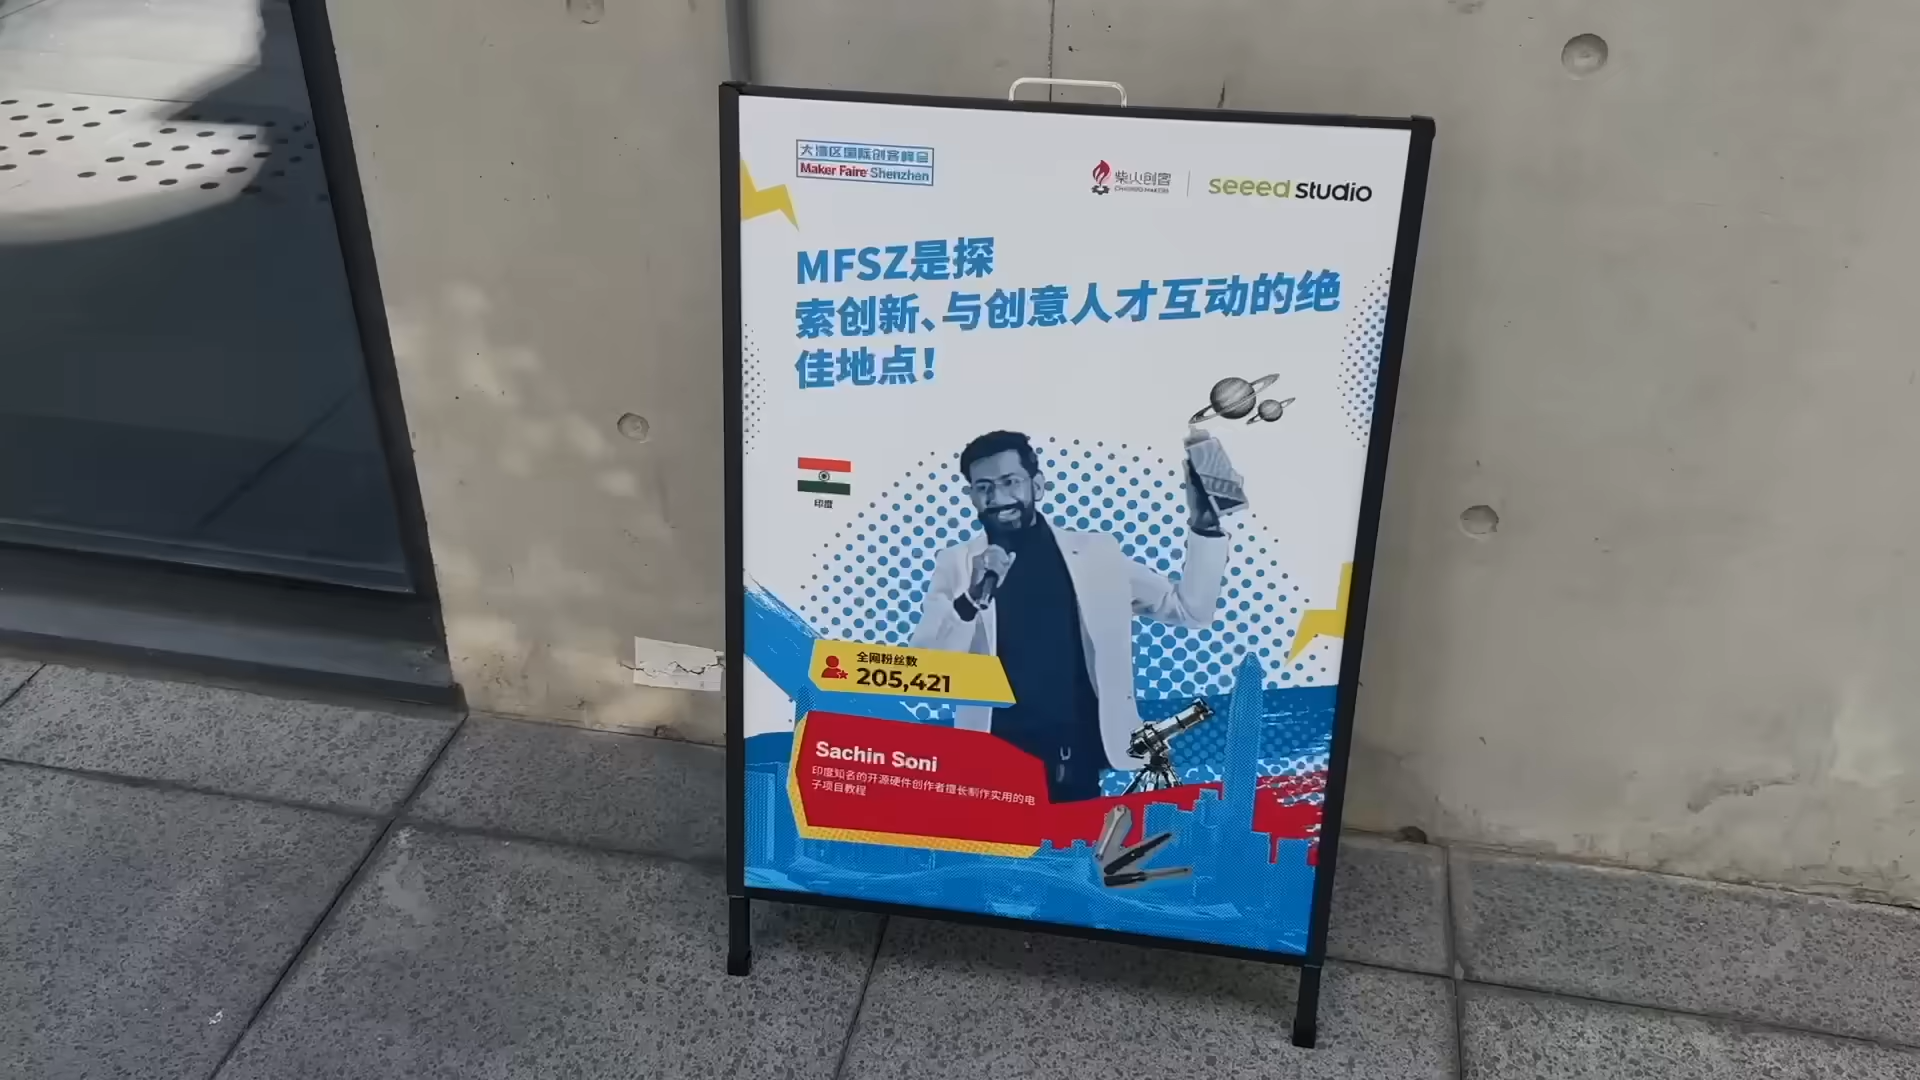 大湾区国际创客峰会
Maker Faire Shenzhen
柴火创客
CHAIHUO MAKERS
seeed studio
MFSZ是探
索创新、与创意人才互动的绝
佳地点！
印度
全网粉丝数
205,421
Sachin Soni
印度知名的开源硬件创作者擅长制作实用的电
子项目教程